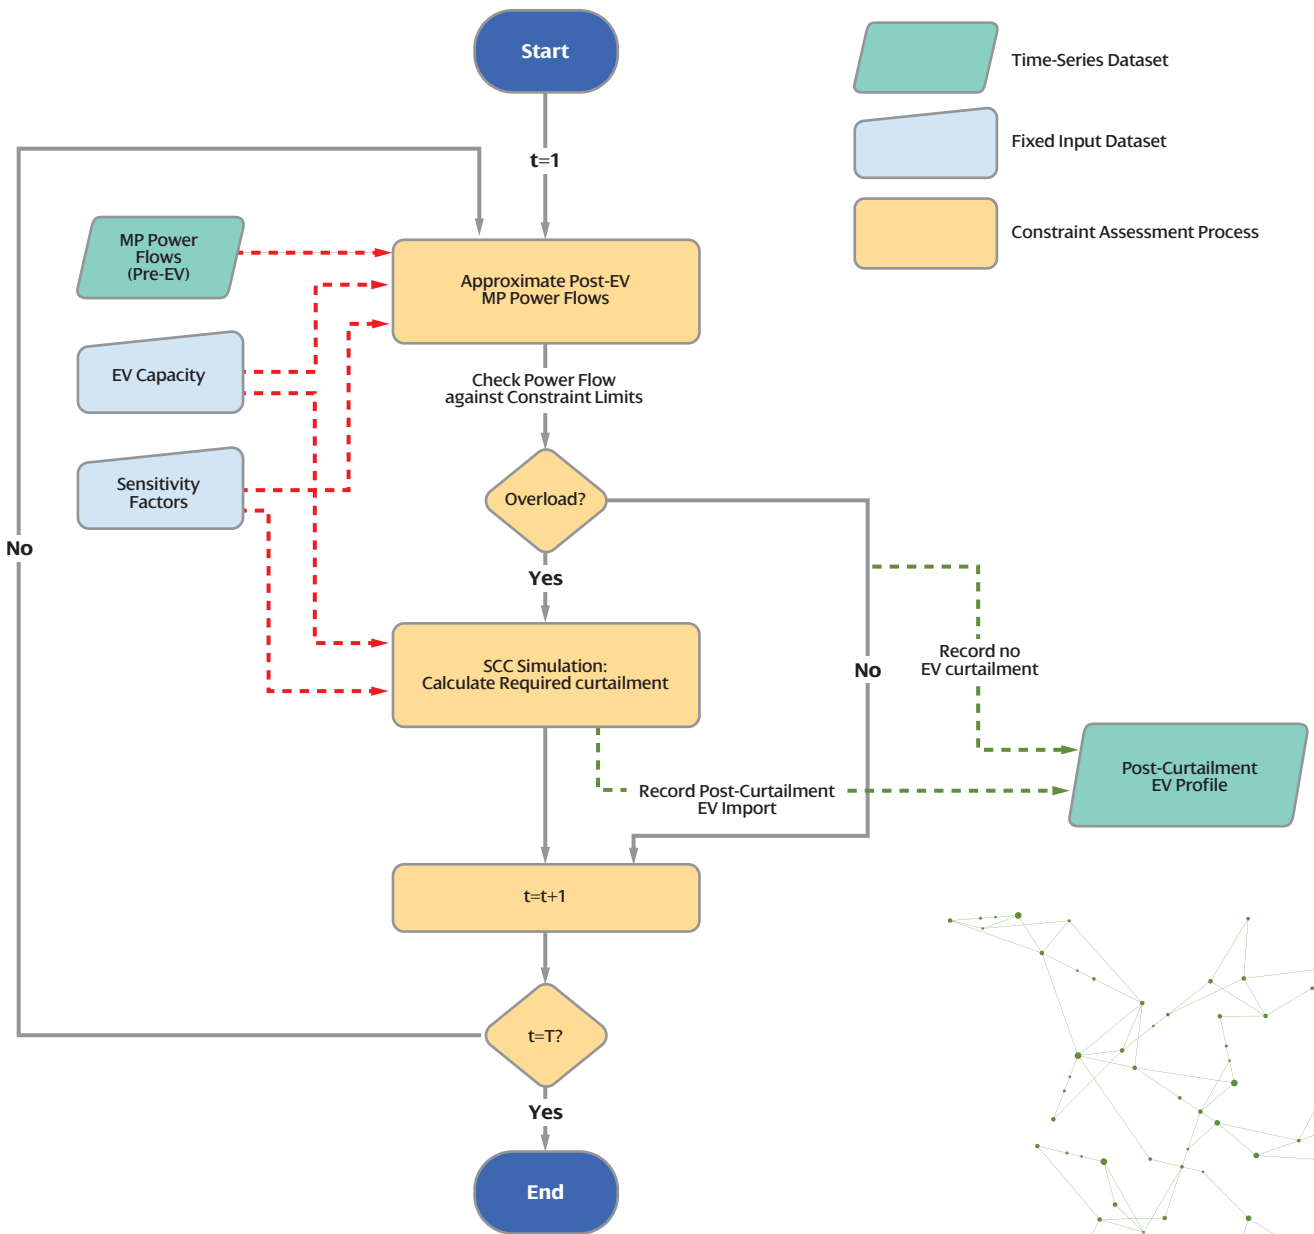 Start
Time-Series Dataset
Fixed Input Dataset
Constraint Assessment Process
t=1
MP Power
Flows
(Pre-EV)
Approximate Post-EV
MP Power Flows
EV Capacity
Check Power Flow
against Constraint Limits
Sensitivity
Factors
Overload?
No
Yes
SCC Simulation:
Calculate Required curtailment
No
Record no
EV curtailment
Post-Curtailment
EV Profile
Record Post-Curtailment
EV Import
t=t+1
t=T?
Yes
End